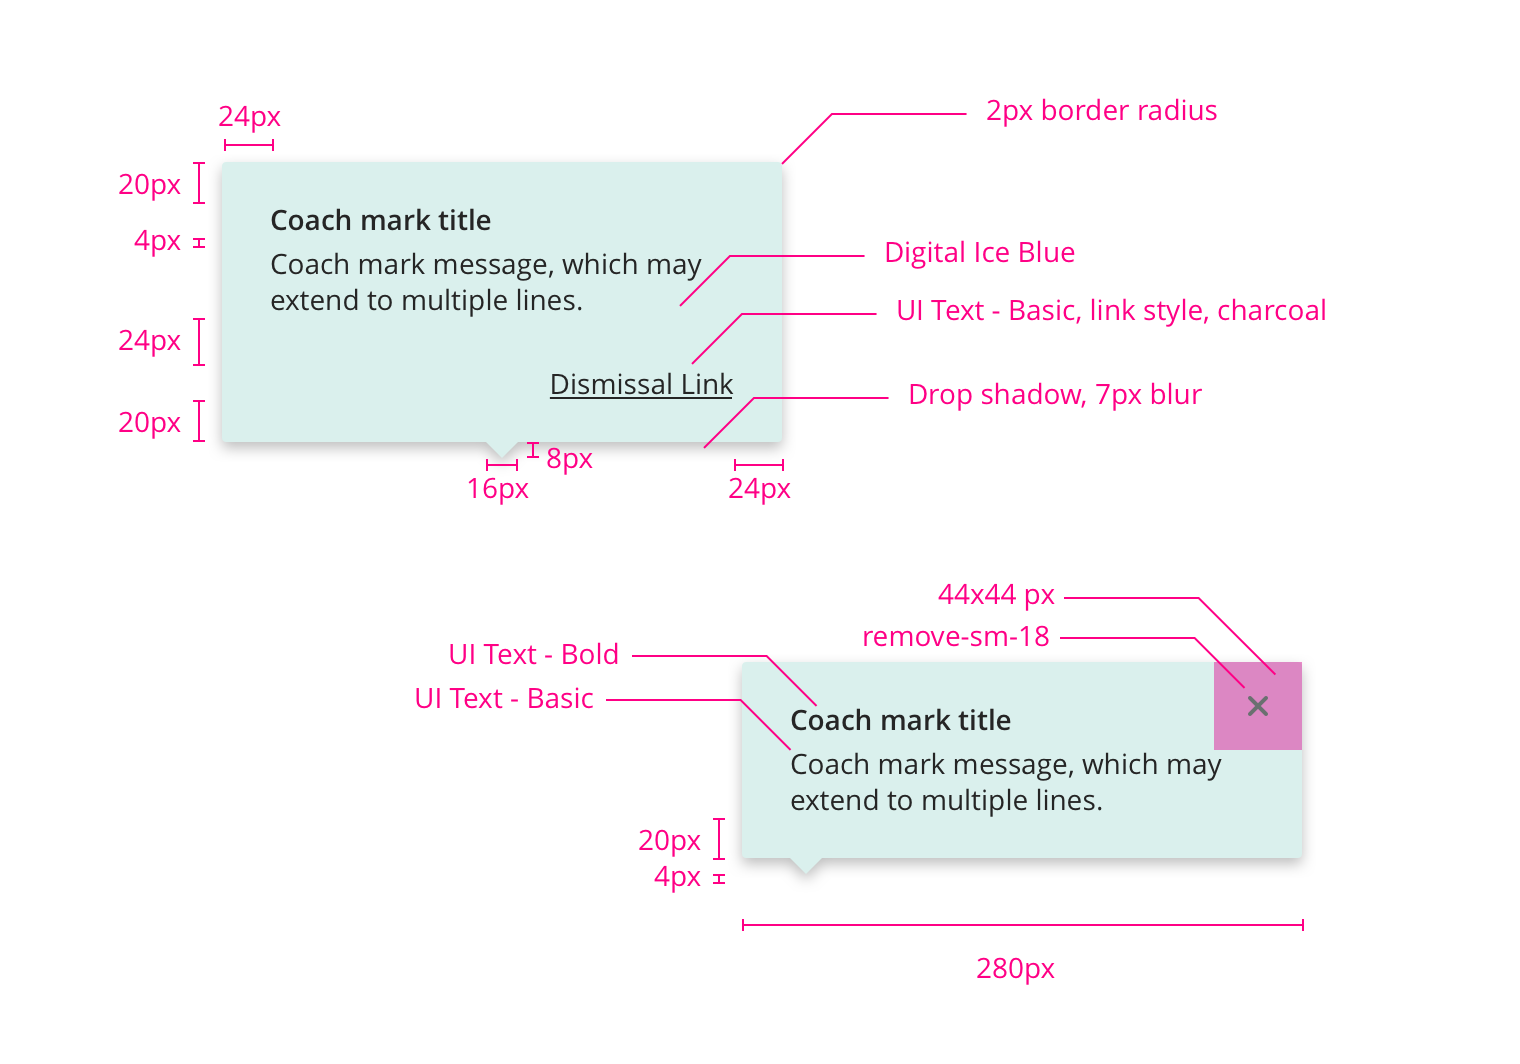 24px
2px border radius
20px
Coach mark title
4px
Digital Ice Blue
Coach mark message, which may
extend to multiple lines.
UI Text - Basic, link style, charcoal
24px
Dismissal Link
Drop shadow, 7px blur
20px
8px
16px
24px
44x44 px
remove-sm-18
UI Text - Bold
UI Text - Basic
Coach mark title
Coach mark message, which may
extend to multiple lines.
20px
4px
280px